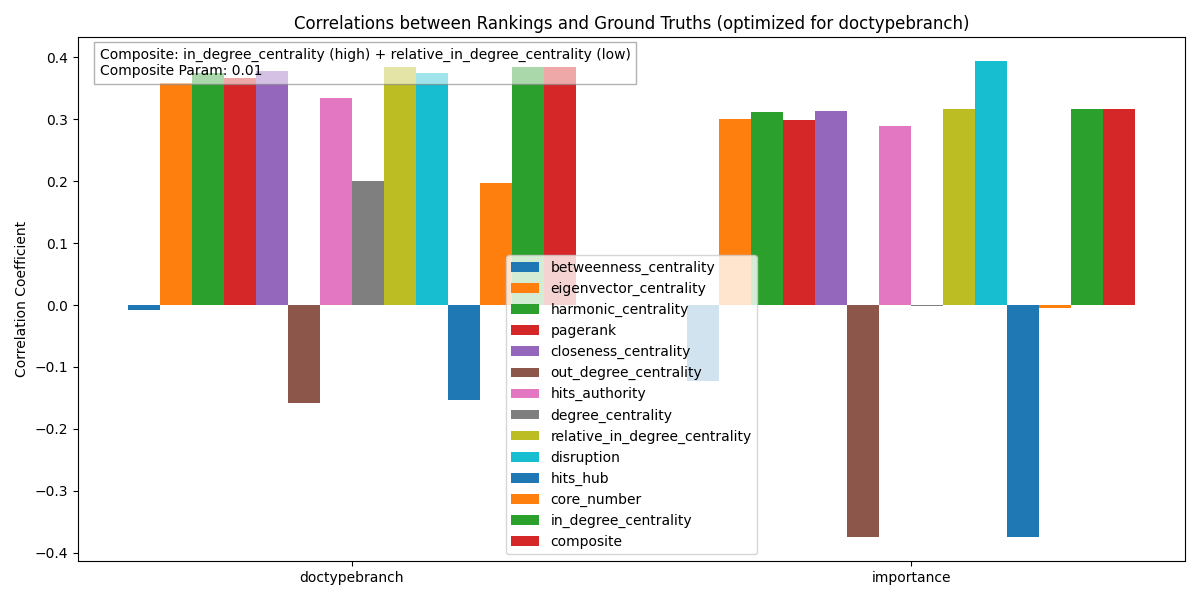 Correlations between Rankings and Ground Truths (optimized for doctypebranch)
Composite: in_degree_centrality (high) + relative_in_degree_centrality (low)
Composite Param: 0.01
Correlation Coefficient
0.4
0.3
0.2
0.1
0.0
−0.1
−0.2
−0.3
−0.4
betweenness_centrality
eigenvector_centrality
harmonic_centrality
pagerank
closeness_centrality
out_degree_centrality
hits_authority
degree_centrality
relative_in_degree_centrality
disruption
hits_hub
core_number
in_degree_centrality
composite
doctypebranch
importance